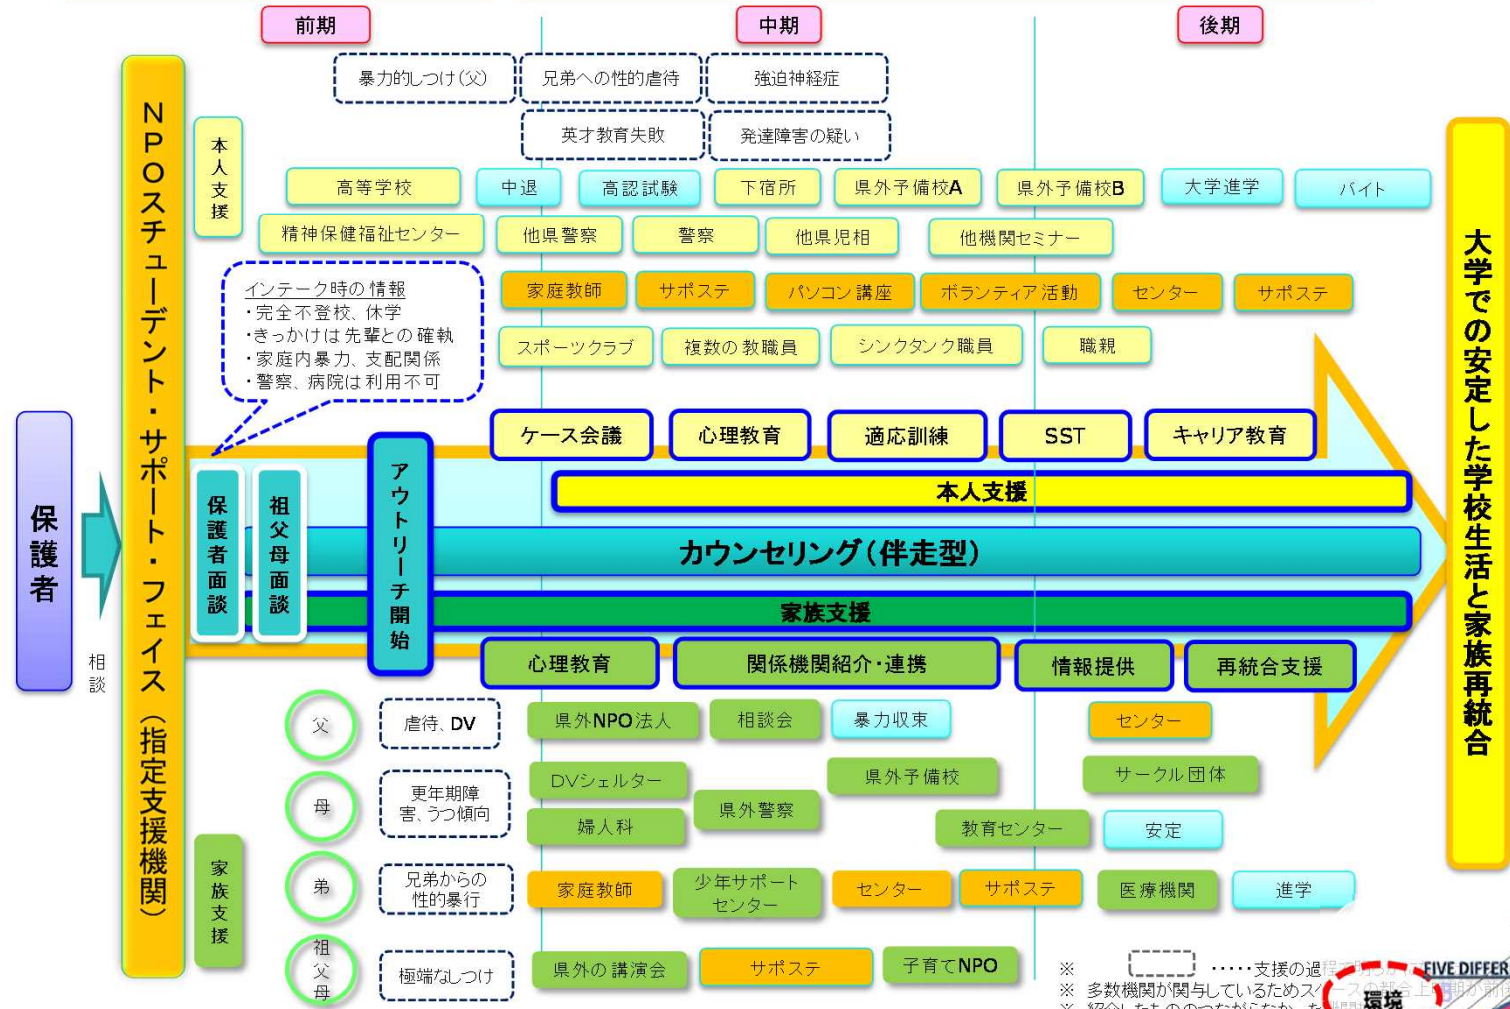 前期
中期
後期
暴力的しつけ(父)
兄弟への性的虐待
強迫神経症
英才教育失敗
発達障害の疑い
本人支援
高等学校
中退
高認試験
下宿所
県外予備校A
県外予備校B
大学進学
バイト
精神保健福祉センター
他県警察
警察
他県児相
他機関セミナー
インテーク時の情報
・完全不登校、休学
・きっかけは先輩との確執
・家庭内暴力、支配関係
・警察、病院は利用不可
家庭教師
サポステ
パソコン講座
ボランティア活動
センター
サポステ
スポーツクラブ
複数の教職員
シンクタンク職員
職親
保護者
相談
NPOスチューデント・サポート・フェイス(指定支援機関)
保護者面談
祖父母面談
アウトリーチ開始
ケース会議
心理教育
適応訓練
SST
キャリア教育
本人支援
カウンセリング(伴走型)
家族支援
心理教育
関係機関紹介・連携
情報提供
再統合支援
大学での安定した学校生活と家族再統合
家族支援
父
虐待、DV
県外NPO法人
相談会
暴力収束
センター
母
更年期障
害、うつ傾向
DVシェルター
婦人科
県外警察
県外予備校
教育センター
サークル団体
安定
弟
兄弟からの
性的暴行
家庭教師
少年サポート
センター
センター
サポステ
医療機関
進学
祖父母
極端なしつけ
県外の講演会
サポステ
子育てNPO
※ ・・・・・支援の過程
※ 多数機関が関与しているためス
※ 紹介したもののつながらなかった
FIVE DIFFER
環境